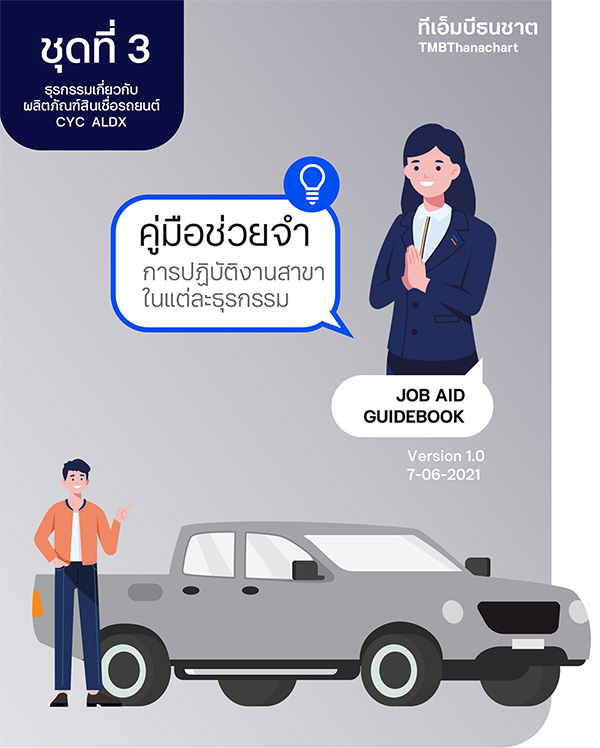 ชุดที่ 3
ธุรกรรมเกี่ยวกับ
ผลิตภัณฑ์สินเชื่อรถยนต์
CYC ALDX
ทีเอ็มบีธนชาต
TMBThanachart
คู่มือช่วยจำ
การปฏิบัติงานสาขา
ในแต่ละธุรกรรม
JOB AID
GUIDEBOOK
Version 1.0
7-06-2021